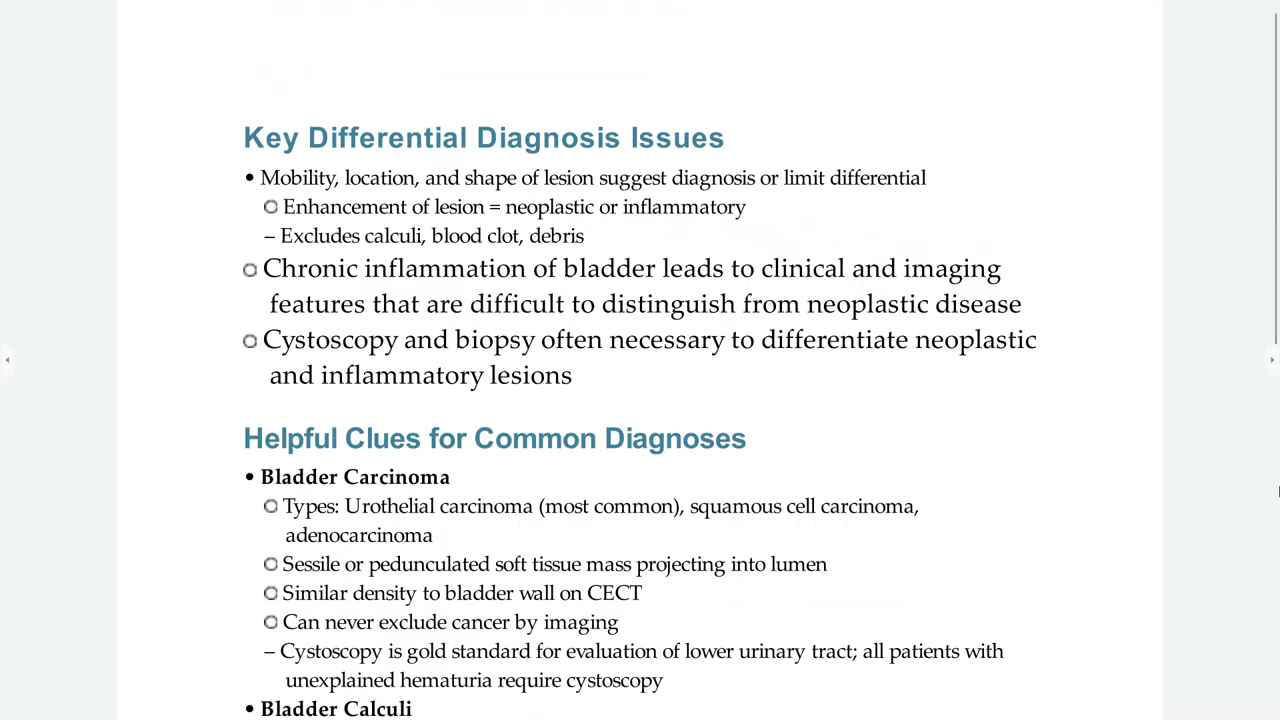 Key Differential Diagnosis Issues
• Mobility, location, and shape of lesion suggest diagnosis or limit differential
○ Enhancement of lesion = neoplastic or inflammatory
– Excludes calculi, blood clot, debris
○ Chronic inflammation of bladder leads to clinical and imaging
features that are difficult to distinguish from neoplastic disease
○ Cystoscopy and biopsy often necessary to differentiate neoplastic
and inflammatory lesions
Helpful Clues for Common Diagnoses
• Bladder Carcinoma
○ Types: Urothelial carcinoma (most common), squamous cell carcinoma,
adenocarcinoma
○ Sessile or pedunculated soft tissue mass projecting into lumen
○ Similar density to bladder wall on CECT
○ Can never exclude cancer by imaging
– Cystoscopy is gold standard for evaluation of lower urinary tract; all patients with
unexplained hematuria require cystoscopy
• Bladder Calculi